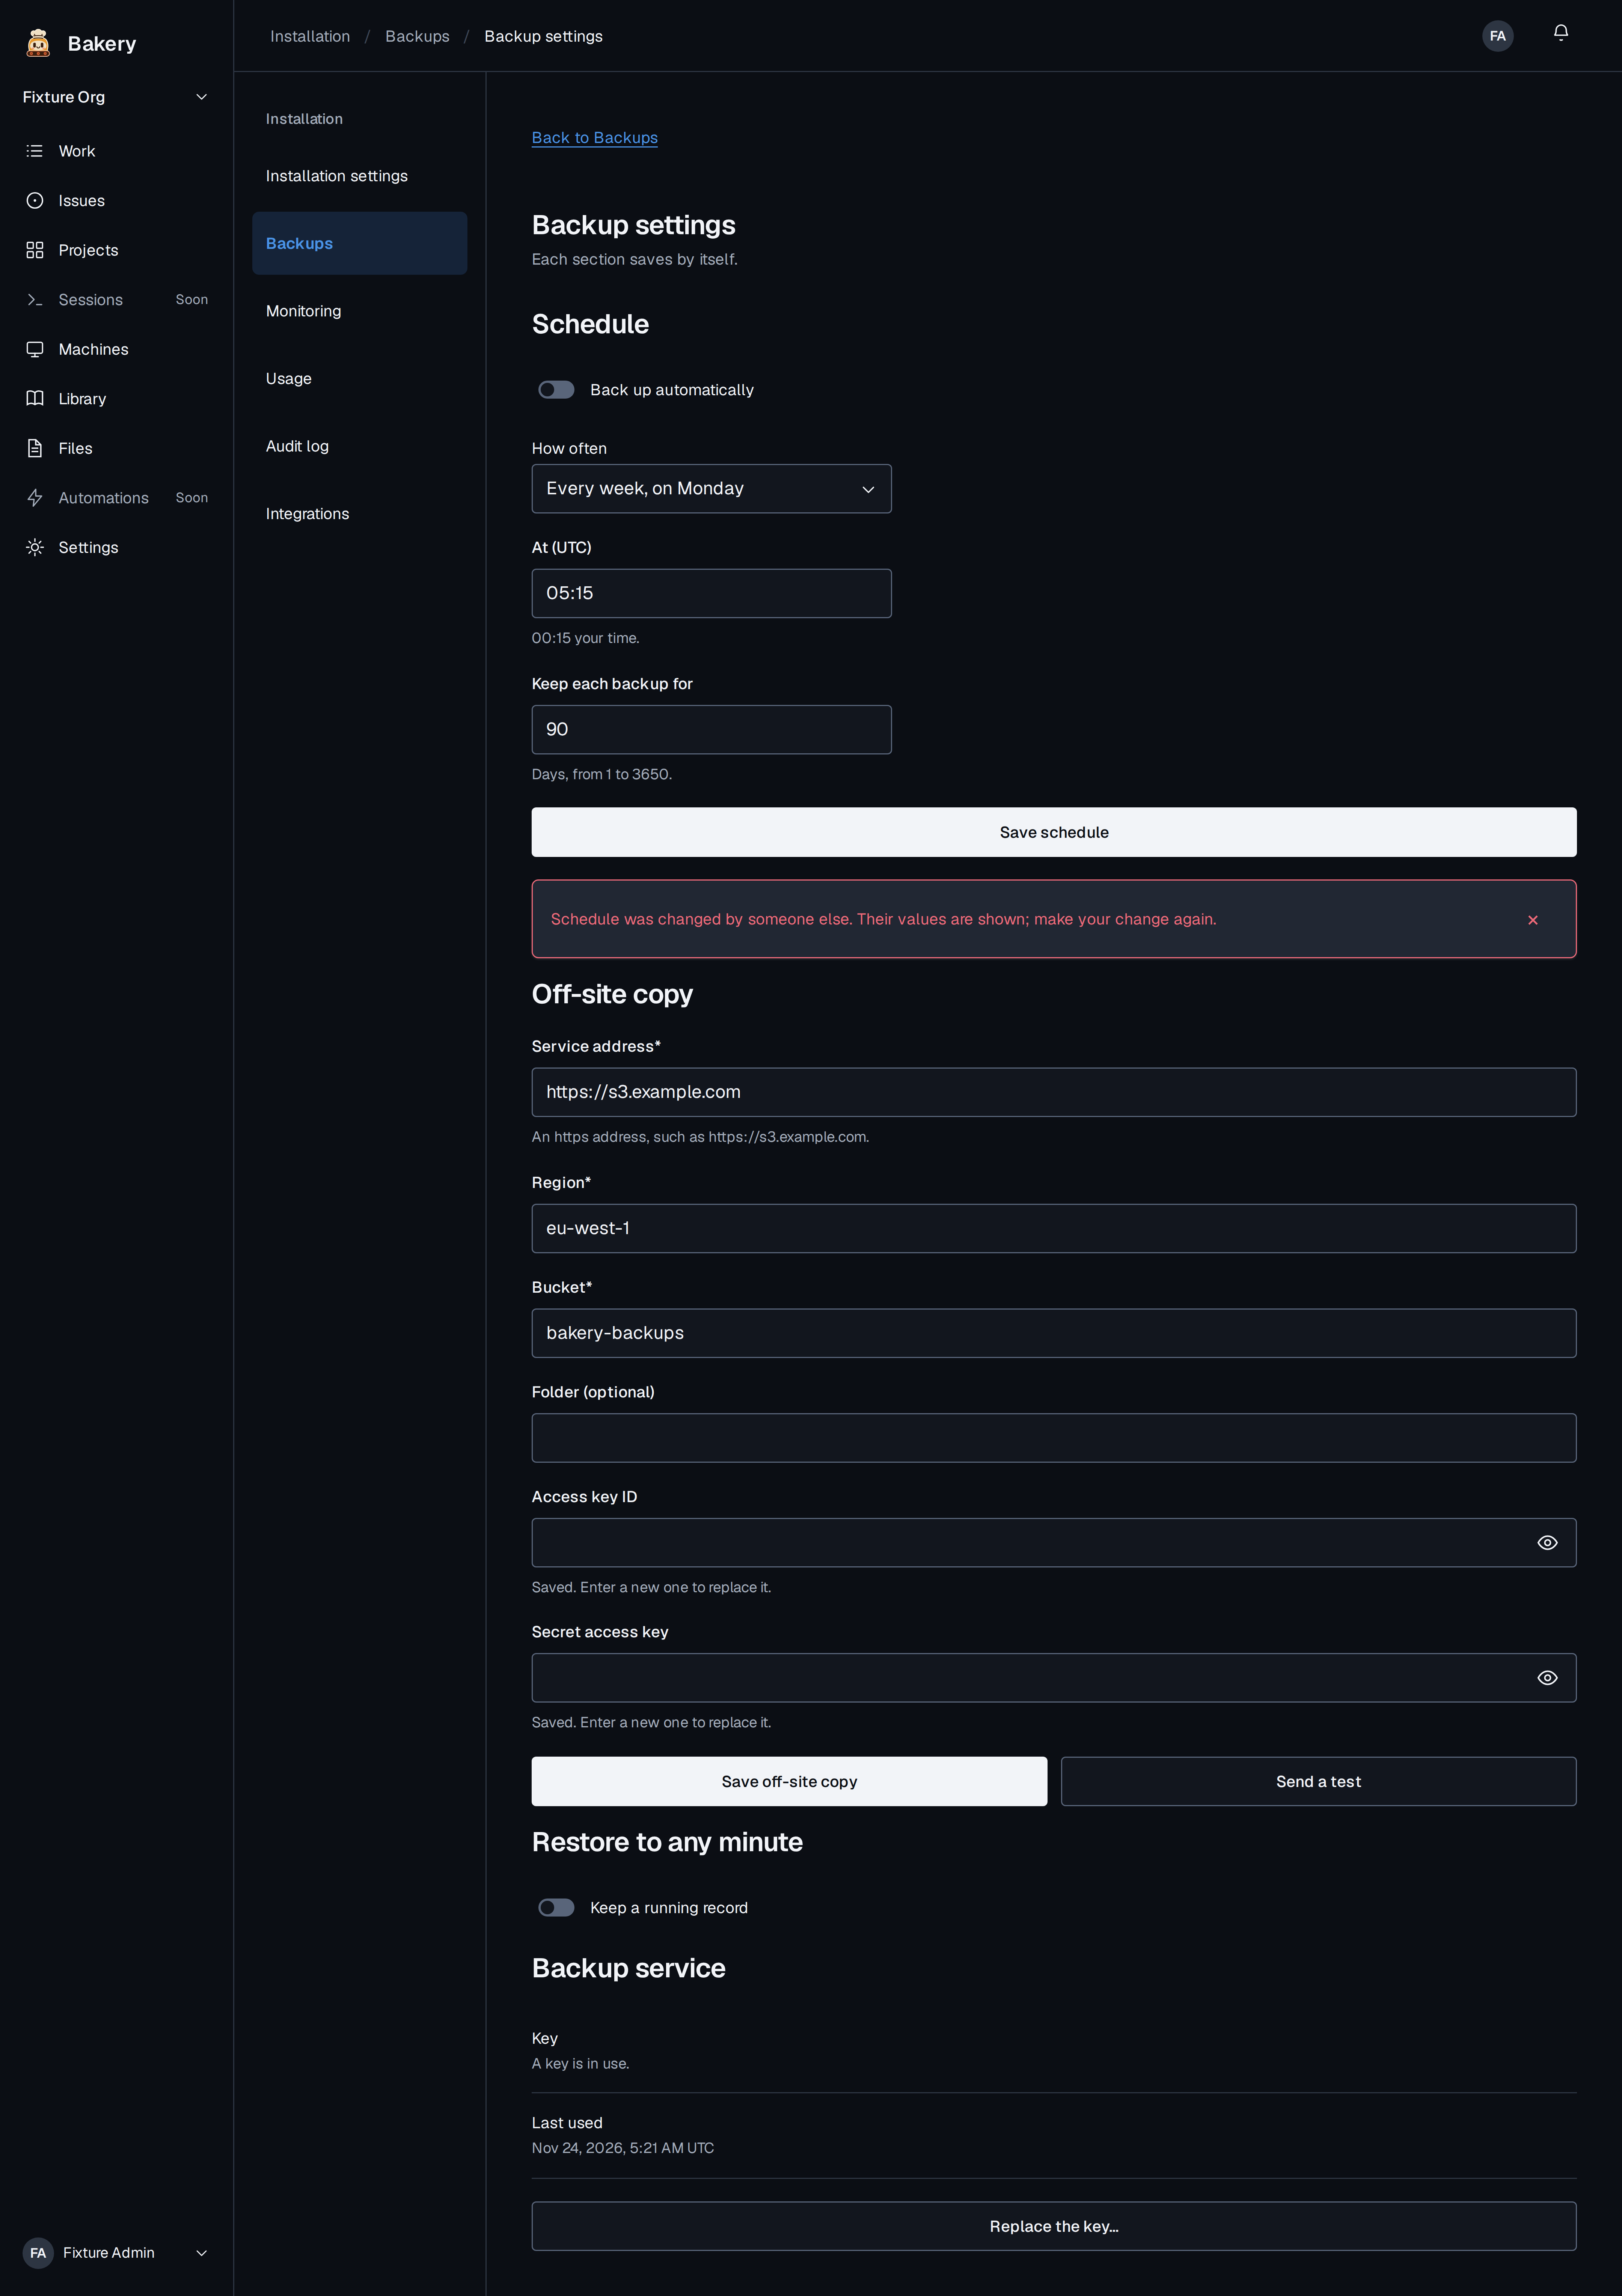 Bakery
Fixture Org
Work
Issues
Projects
Sessions Soon
Machines
Library
Files
Automations Soon
Settings
FA Fixture Admin
Installation / Backups / Backup settings
FA
Installation
Installation settings
Backups
Monitoring
Usage
Audit log
Integrations
Back to Backups
Backup settings
Each section saves by itself.
Schedule
Back up automatically
How often
Every week, on Monday
At (UTC)
05:15
00:15 your time.
Keep each backup for
90
Days, from 1 to 3650.
Save schedule
Schedule was changed by someone else. Their values are shown; make your change again.
Off-site copy
Service address*
https://s3.example.com
An https address, such as https://s3.example.com.
Region*
eu-west-1
Bucket*
bakery-backups
Folder (optional)
Access key ID
Saved. Enter a new one to replace it.
Secret access key
Saved. Enter a new one to replace it.
Save off-site copy
Send a test
Restore to any minute
Keep a running record
Backup service
Key
A key is in use.
Last used
Nov 24, 2026, 5:21 AM UTC
Replace the key…